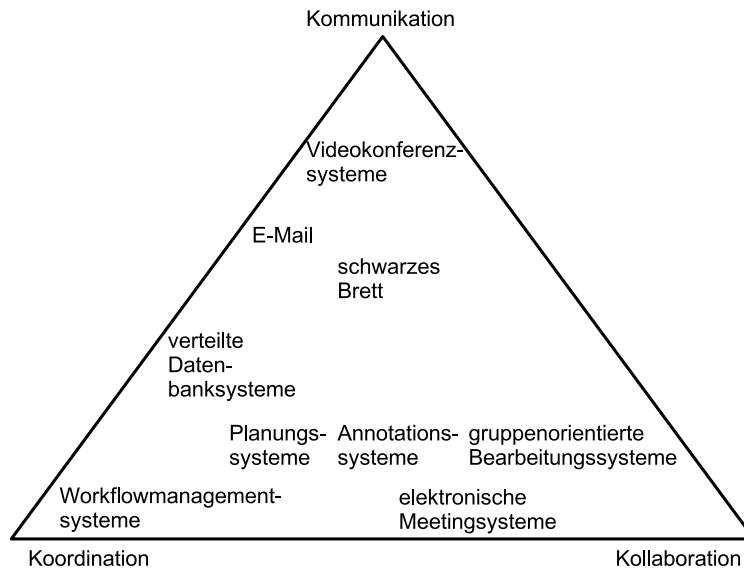 Kommunikation
Videokonferenz-
systeme
E-Mail
schwarzes
Brett
verteilte
Daten-
banksysteme
Planungs-
systeme
Annotations-
systeme
gruppenorientierte
Bearbeitungssysteme
Workflowmanagement-
systeme
elektronische
Meetingsysteme
Koordination
Kollaboration